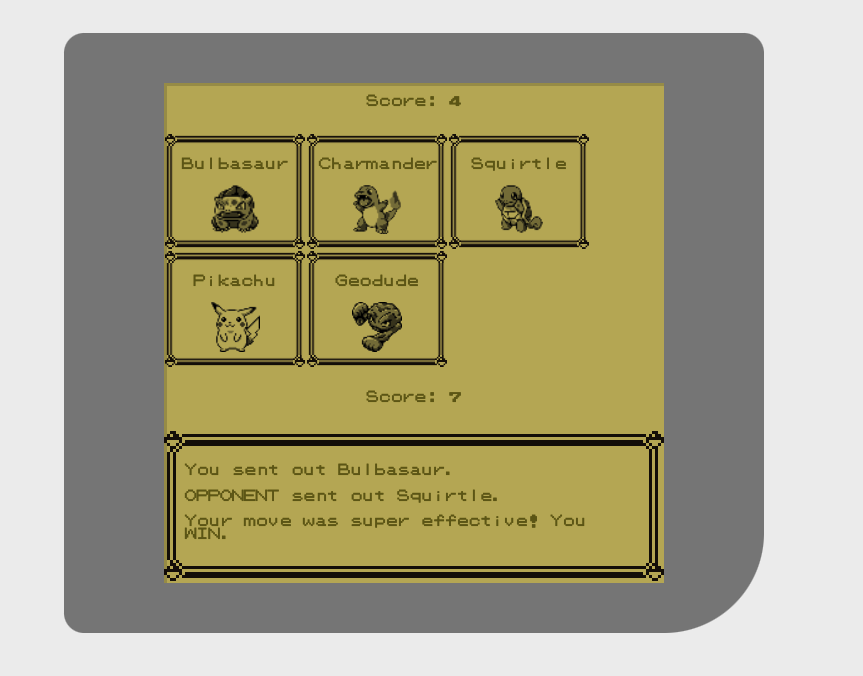 Score: 4
Bulbasaur Charmander Squirtle
Pikachu Geodude
Score: 7
You sent out Bulbasaur.
OPPONENT sent out Squirtle.
Your move was super effective! You
WIN.